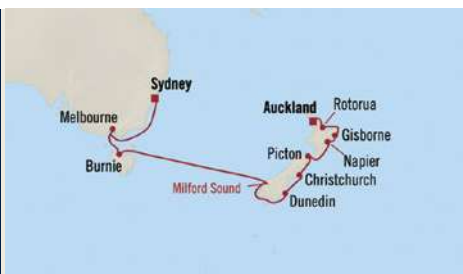 Sydney
Melbourne
Burnie
Auckland
Rotorua
Gisborne
Napier
Picton
Christchurch
Milford Sound
Dunedin